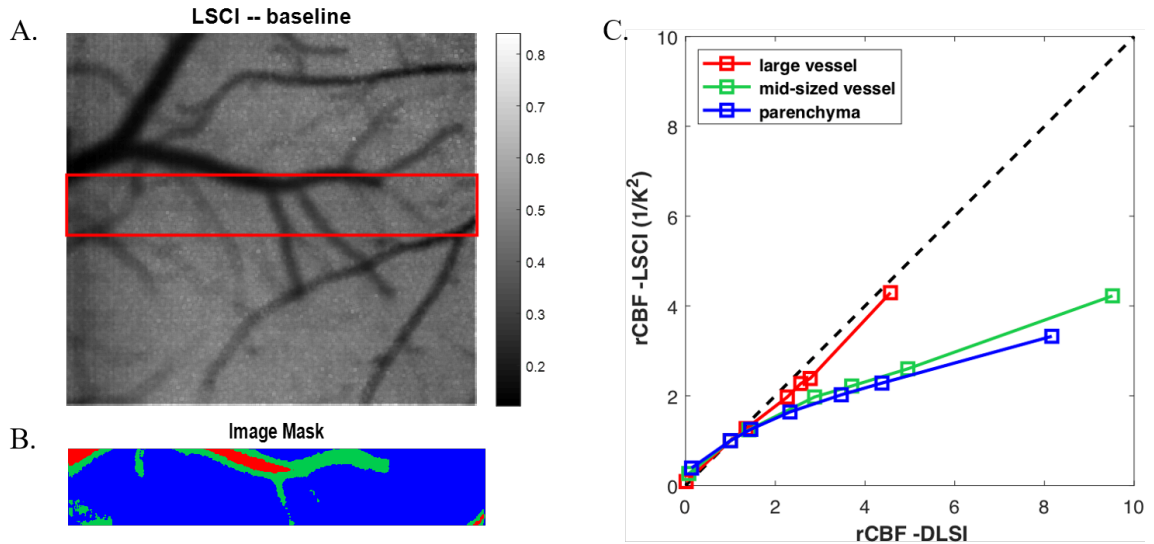 A.
LSCI -- baseline
0.8
0.7
0.6
0.5
0.4
0.3
0.2
B.
Image Mask
C.
10
8
6
4
2
0
rCBF -LSCI (1/K²)
large vessel
mid-sized vessel
parenchyma
0 2 4 6 8 10
rCBF -DLSI